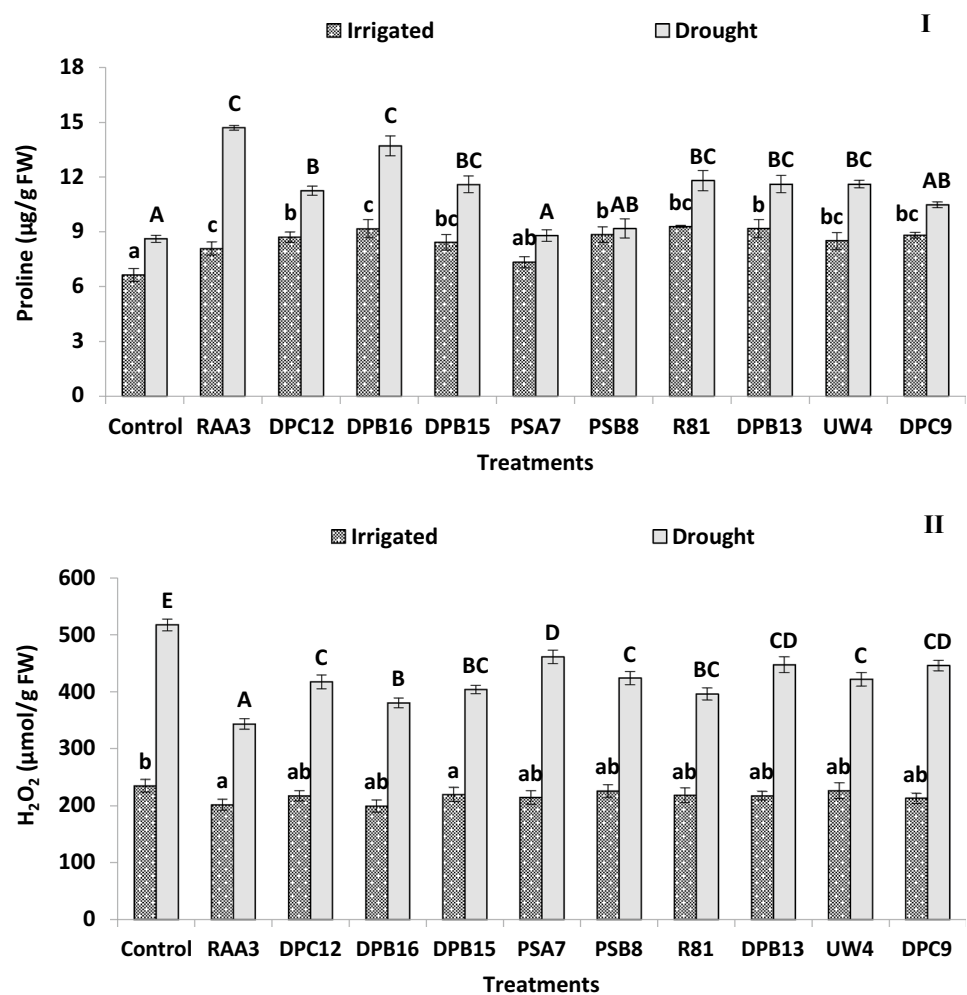 Irrigated Drought I
18
15
12
9
6
3
0
Proline (µg/g FW)
a A c C b B c C bc BC ab A b AB bc BC b BC bc BC bc AB
Control RAA3 DPC12 DPB16 DPB15 PSA7 PSB8 R81 DPB13 UW4 DPC9
Treatments
Irrigated Drought II
600
500
400
300
200
100
0
H₂O₂ (µmol/g FW)
b E a A ab C ab B a BC ab D ab C ab BC ab CD ab C ab CD
Control RAA3 DPC12 DPB16 DPB15 PSA7 PSB8 R81 DPB13 UW4 DPC9
Treatments